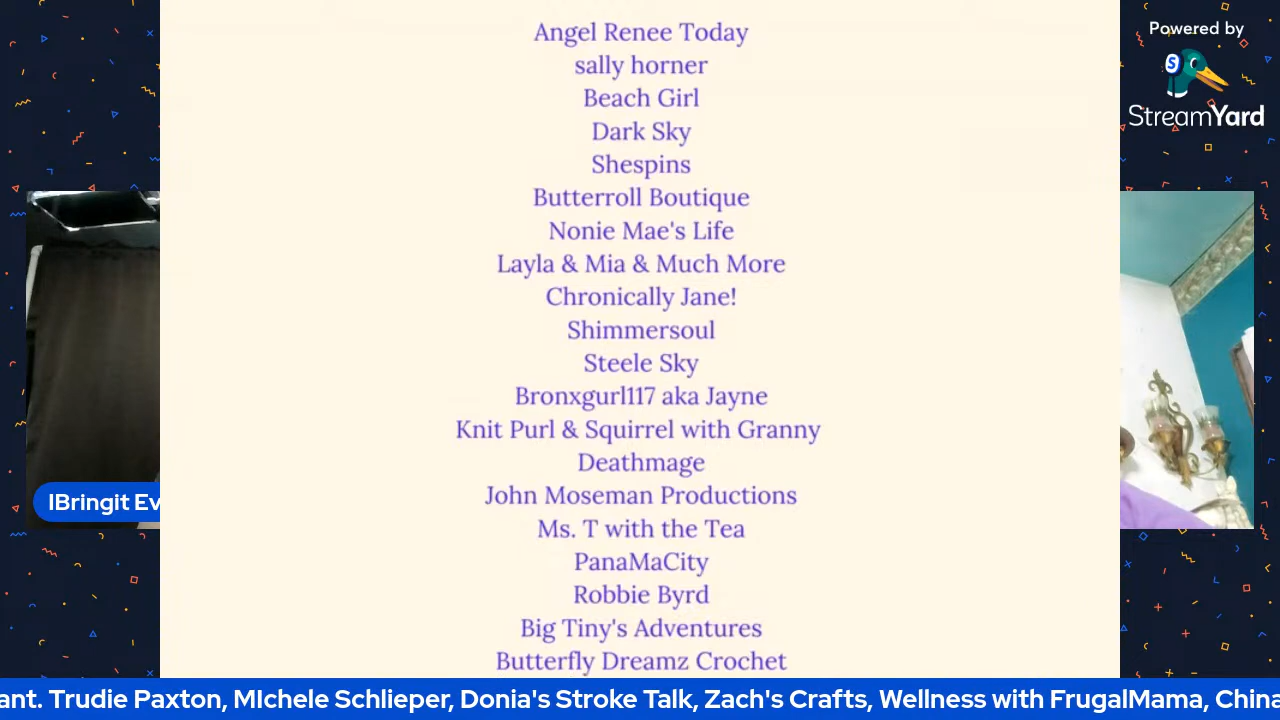 Angel Renee Today
sally horner
Beach Girl
Dark Sky
Shespins
Butterroll Boutique
Nonie Mae's Life
Layla & Mia & Much More
Chronically Jane!
Shimmersoul
Steele Sky
Bronxgurl117 aka Jayne
Knit Purl & Squirrel with Granny
Deathmage
John Moseman Productions
Ms. T with the Tea
PanaMaCity
Robbie Byrd
Big Tiny's Adventures
Butterfly Dreamz Crochet
Powered by
S
StreamYard
IBringit Ev
ant. Trudie Paxton, MIchele Schlieper, Donia's Stroke Talk, Zach's Crafts, Wellness with FrugalMama, China